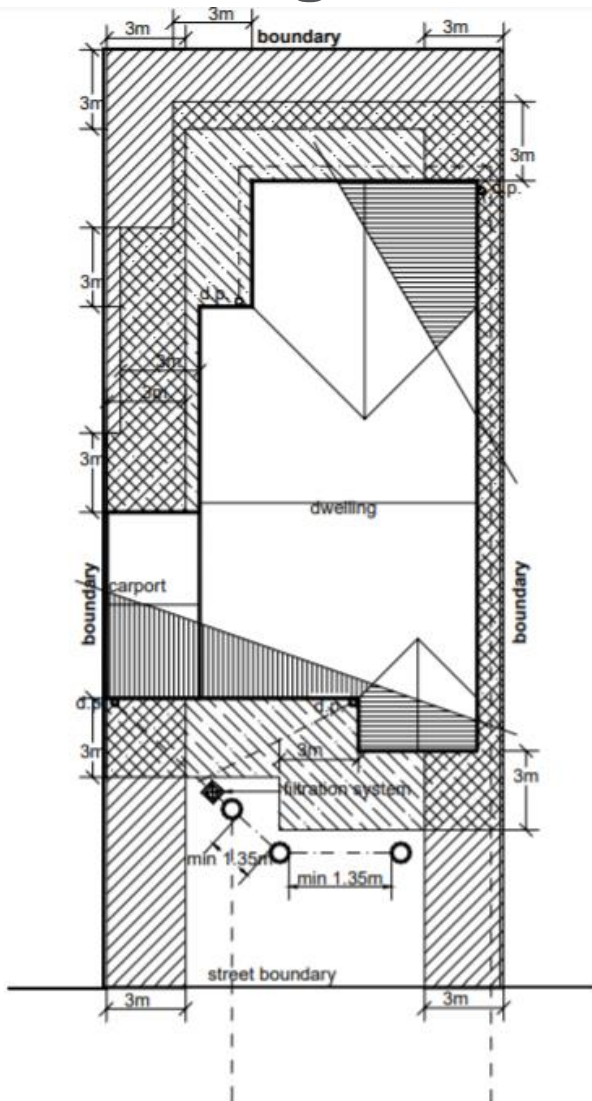 3m
3m
3m
boundary
3m
3m
d.p.
3m
d.p.
3m
3m
3m
dwelling
boundary
boundary
carport
d.p.
d.p.
3m
3m
3m
filtration system
min 1.35m
min 1.35m
street boundary
3m
3m